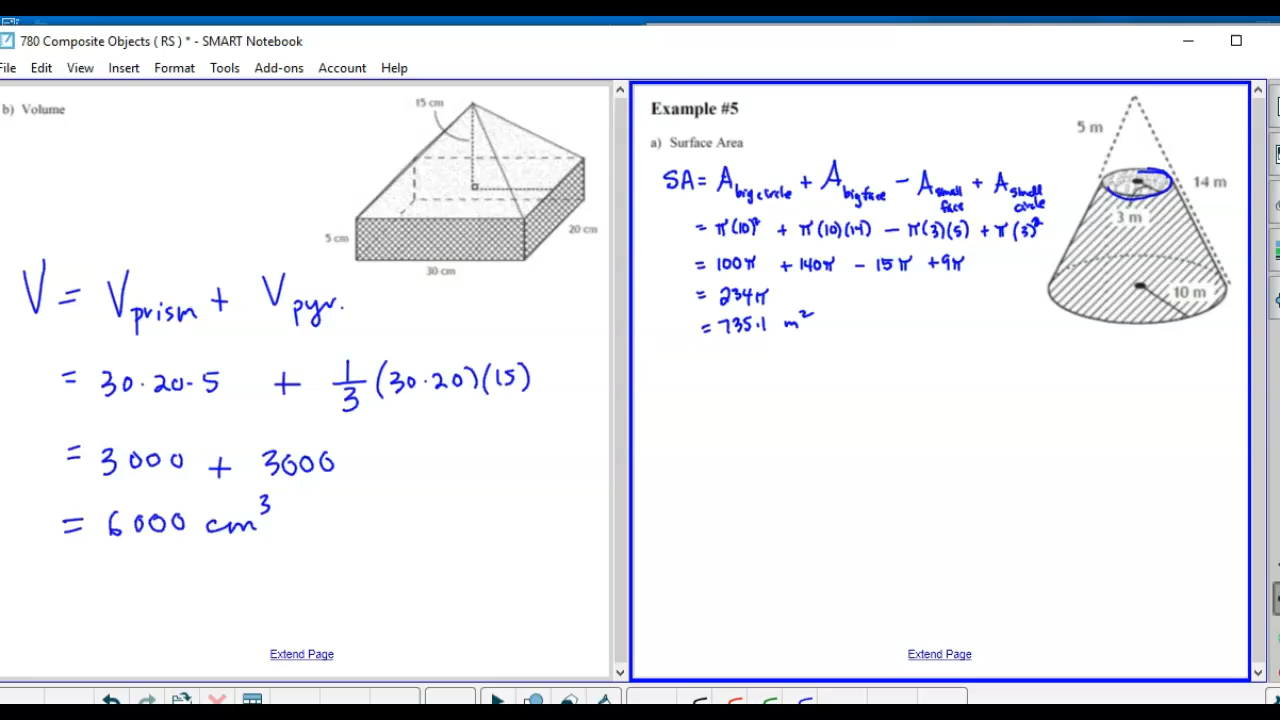 780 Composite Objects ( RS ) * - SMART Notebook
File Edit View Insert Format Tools Add-ons Account Help
b) Volume
15 cm
5 cm
20 cm
30 cm
V = Vprism + Vpyr.
= 30·20·5 + 1/3 (30·20)(15)
= 3000 + 3000
= 6000 cm³
Extend Page
Example #5
a) Surface Area
5 m
14 m
3 m
10 m
SA = A big circle + A big face - A small face + A small circle
= π(10)² + π(10)(14) - π(3)(5) + π(3)²
= 100π + 140π - 15π + 9π
= 234π
= 735.1 m²
Extend Page